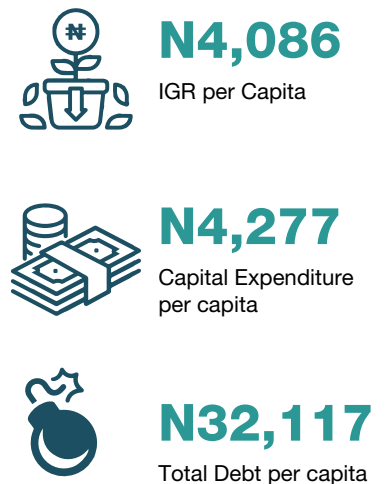 ₦
N4,086
IGR per Capita
N4,277
Capital Expenditure
per capita
N32,117
Total Debt per capita